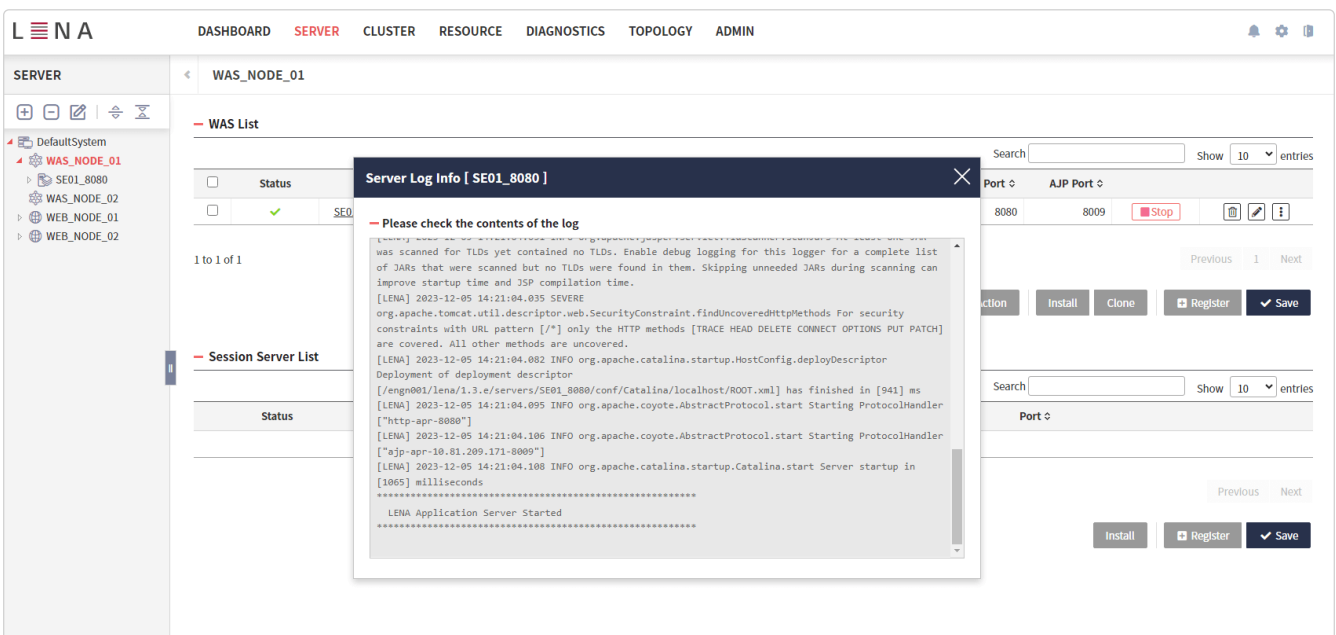 LENA
DASHBOARD SERVER CLUSTER RESOURCE DIAGNOSTICS TOPOLOGY ADMIN
SERVER
WAS_NODE_01
DefaultSystem
WAS_NODE_01
SE01_8080
WAS_NODE_02
WEB_NODE_01
WEB_NODE_02
WAS List
Search Show 10 entries
Status Port AJP Port
SE0 8080 8009 Stop
1 to 1 of 1
Previous 1 Next
Install Clone Register Save
Session Server List
Search Show 10 entries
Status Port
Previous Next
Install Register Save
Server Log Info [ SE01_8080 ]
Please check the contents of the log
was scanned for TLDs yet contained no TLDs. Enable debug logging for this logger for a complete list
of JARs that were scanned but no TLDs were found in them. Skipping unneeded JARs during scanning can
improve startup time and JSP compilation time.
[LENA] 2023-12-05 14:21:04.035 SEVERE
org.apache.tomcat.util.descriptor.web.SecurityConstraint.findUncoveredHttpMethods For security
constraints with URL pattern [/*] only the HTTP methods [TRACE HEAD DELETE CONNECT OPTIONS PUT PATCH]
are covered. All other methods are uncovered.
[LENA] 2023-12-05 14:21:04.082 INFO org.apache.catalina.startup.HostConfig.deployDescriptor
Deployment of deployment descriptor
[/engn001/lena/1.3.e/servers/SE01_8080/conf/Catalina/localhost/ROOT.xml] has finished in [941] ms
[LENA] 2023-12-05 14:21:04.095 INFO org.apache.coyote.AbstractProtocol.start Starting ProtocolHandler
["http-apr-8080"]
[LENA] 2023-12-05 14:21:04.106 INFO org.apache.coyote.AbstractProtocol.start Starting ProtocolHandler
["ajp-apr-10.81.209.171-8009"]
[LENA] 2023-12-05 14:21:04.108 INFO org.apache.catalina.startup.Catalina.start Server startup in
[1065] milliseconds
**********************************************************
LENA Application Server Started
**********************************************************